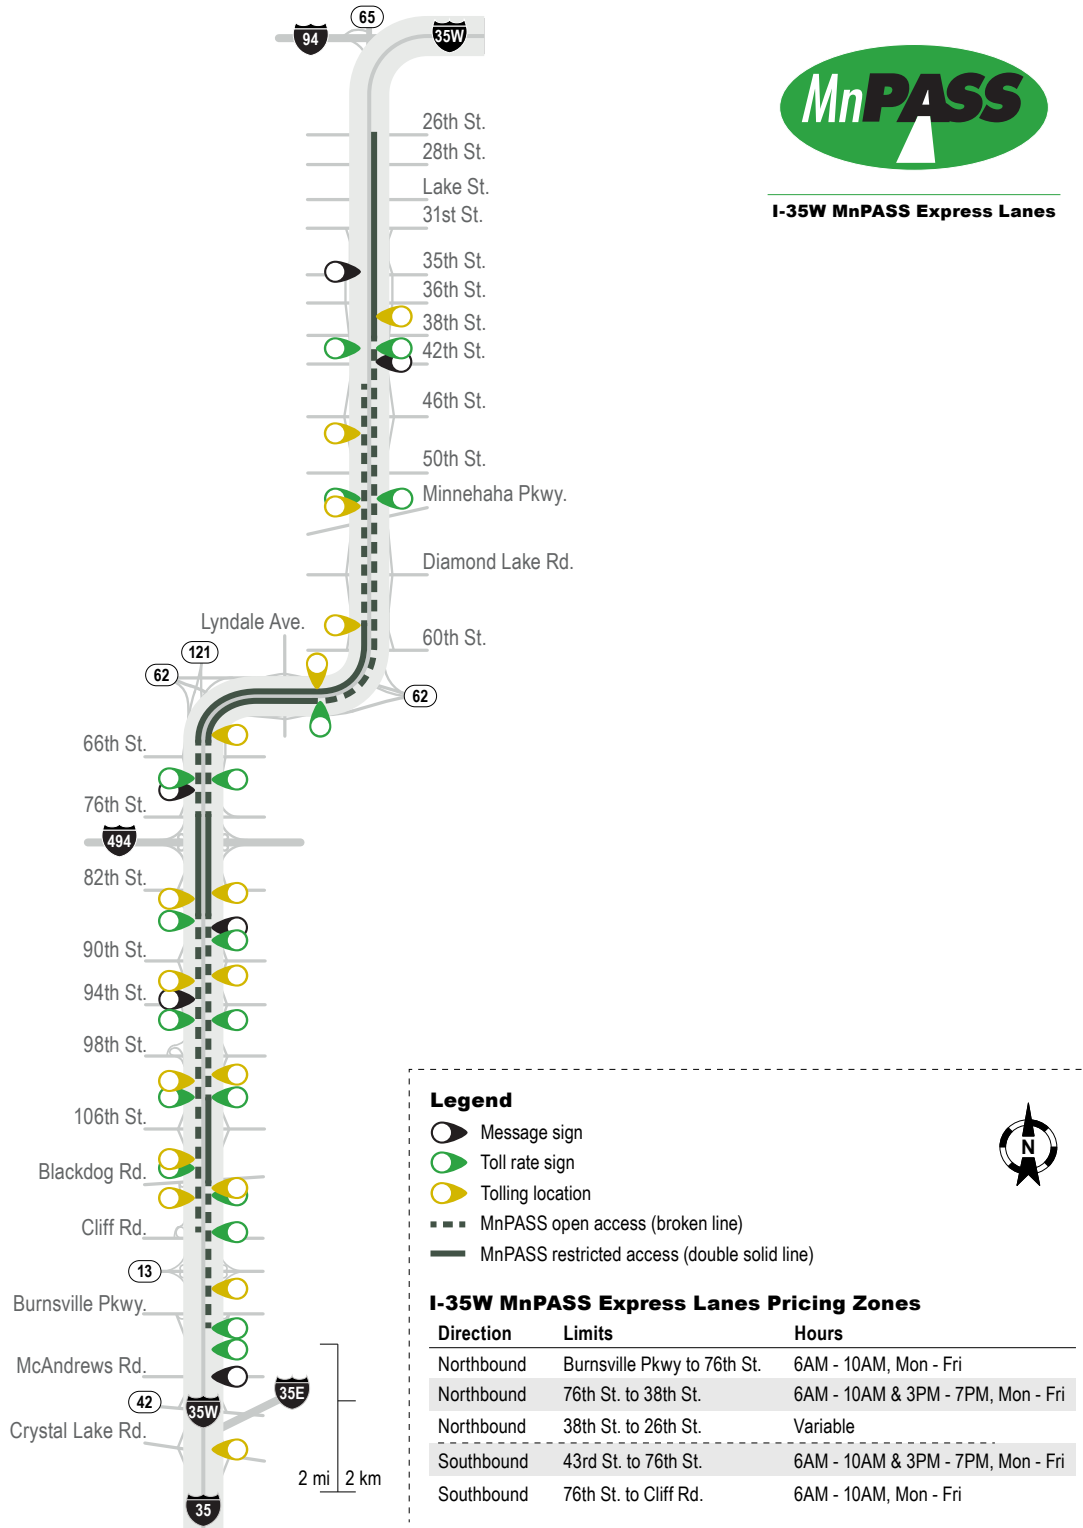 65
94
35W
MnPASS
I-35W MnPASS Express Lanes
26th St.
28th St.
Lake St.
31st St.
35th St.
36th St.
38th St.
42th St.
46th St.
50th St.
Minnehaha Pkwy.
Diamond Lake Rd.
Lyndale Ave.
60th St.
121
62
62
66th St.
76th St.
494
82th St.
90th St.
94th St.
98th St.
106th St.
Blackdog Rd.
Cliff Rd.
13
Burnsville Pkwy.
McAndrews Rd.
35E
42
35W
Crystal Lake Rd.
2 mi 2 km
35
Legend
Message sign
Toll rate sign
Tolling location
MnPASS open access (broken line)
MnPASS restricted access (double solid line)
N
I-35W MnPASS Express Lanes Pricing Zones
Direction Limits Hours
Northbound Burnsville Pkwy to 76th St. 6AM - 10AM, Mon - Fri
Northbound 76th St. to 38th St. 6AM - 10AM & 3PM - 7PM, Mon - Fri
Northbound 38th St. to 26th St. Variable
Southbound 43rd St. to 76th St. 6AM - 10AM & 3PM - 7PM, Mon - Fri
Southbound 76th St. to Cliff Rd. 6AM - 10AM, Mon - Fri